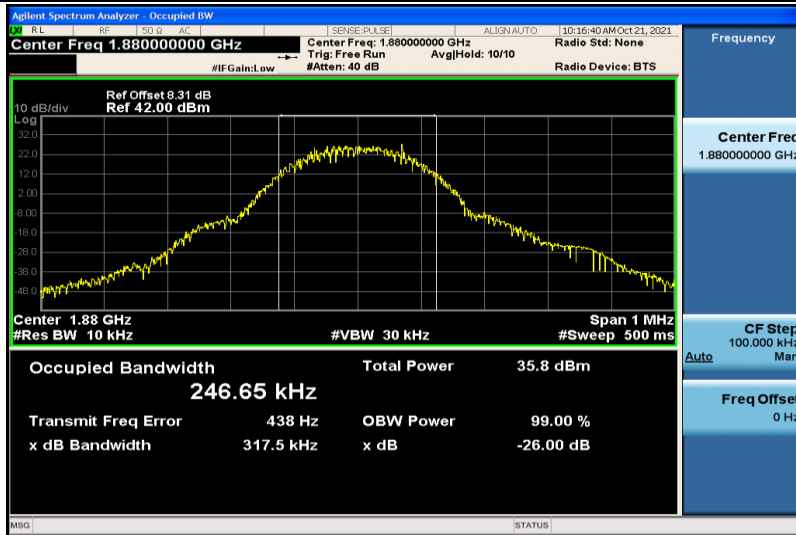 Agilent Spectrum Analyzer - Occupied BW
LXI RL RF 50 Ω AC SENSE:PULSE ALIGN AUTO 10:16:40 AM Oct 21, 2021
Center Freq 1.880000000 GHz
Center Freq: 1.880000000 GHz
Radio Std: None
Trig: Free Run Avg|Hold: 10/10
#IFGain:Low
#Atten: 40 dB
Radio Device: BTS
Frequency
Ref Offset 8.31 dB
10 dB/div Ref 42.00 dBm
Log
32.0
22.0
12.0
2.00
-8.00
-18.0
-28.0
-38.0
-48.0
Center 1.88 GHz Span 1 MHz
#Res BW 10 kHz #VBW 30 kHz #Sweep 500 ms
Occupied Bandwidth Total Power 35.8 dBm
246.65 kHz
Transmit Freq Error 438 Hz OBW Power 99.00 %
x dB Bandwidth 317.5 kHz x dB -26.00 dB
Center Freq
1.880000000 GHz
CF Step
100.000 kHz
Auto Man
Freq Offset
0 Hz
MSG STATUS